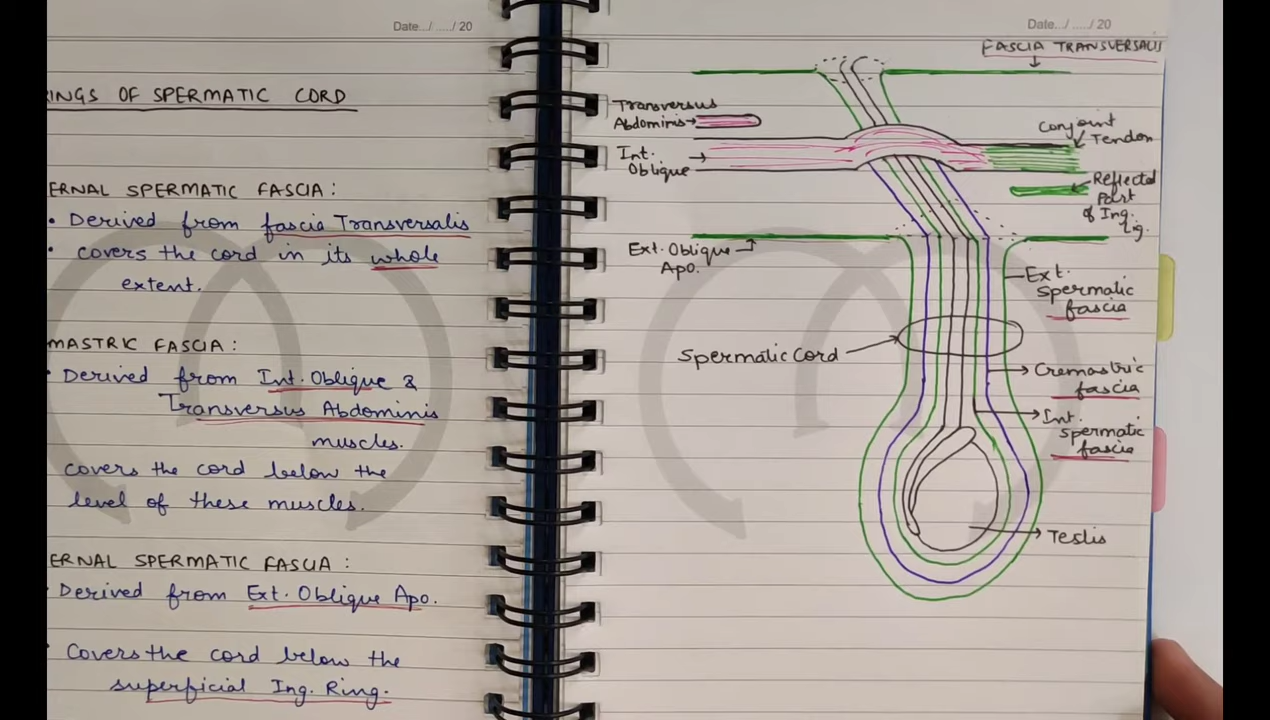 Date.../ ...../ 20
INGS OF SPERMATIC CORD
ERNAL SPERMATIC FASCIA :
• Derived from fascia Transversalis
• covers the cord in its whole
extent.
MASTRIC FASCIA :
• Derived from Int. Oblique &
Transversus Abdominis
muscles.
covers the cord below the
level of these muscles.
ERNAL SPERMATIC FASCIA :
• Derived from Ext. Oblique Apo.
• Covers the cord below the
superficial Ing. Ring.
Date.../ ...../ 20
FASCIA TRANSVERSALIS
Transversus
Abdominis
Conjoint
Tendon
Int.
Oblique
Reflected
Part
of Ing.
Lig.
Ext. Oblique
Apo.
Ext.
Spermatic
fascia
Spermatic Cord
Cremastric
fascia
Int.
Spermatic
fascia
Testis